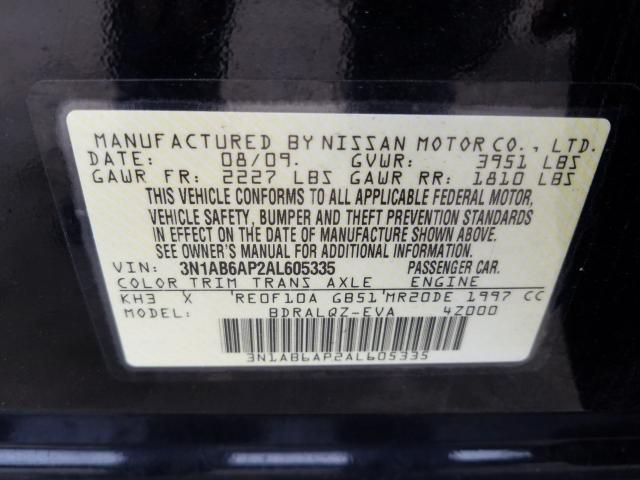 MANUFACTURED BY NISSAN MOTOR CO., LTD.
DATE: 08/09. GVWR: 3951 LBS
GAWR FR: 2227 LBS GAWR RR: 1810 LBS
THIS VEHICLE CONFORMS TO ALL APPLICABLE FEDERAL MOTOR,
VEHICLE SAFETY, BUMPER AND THEFT PREVENTION STANDARDS
IN EFFECT ON THE DATE OF MANUFACTURE SHOWN ABOVE.
SEE OWNER'S MANUAL FOR ADDITIONAL INFORMATION.
VIN: 3N1AB6AP2AL605335 PASSENGER CAR.
COLOR TRIM TRANS AXLE ENGINE
KH3 X RE0F10A GB51 MR20DE 1997 CC
MODEL: BDRALQZ-EVA 4Z000
3N1AB6AP2AL605335